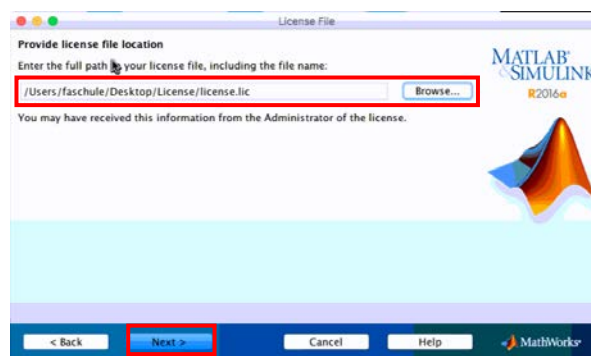 License File
Provide license file location
Enter the full path your license file, including the file name:
/Users/faschule/Desktop/License/license.lic
Browse...
You may have received this information from the Administrator of the license.
MATLAB
SIMULINK
R2016a
< Back
Next >
Cancel
Help
MathWorks